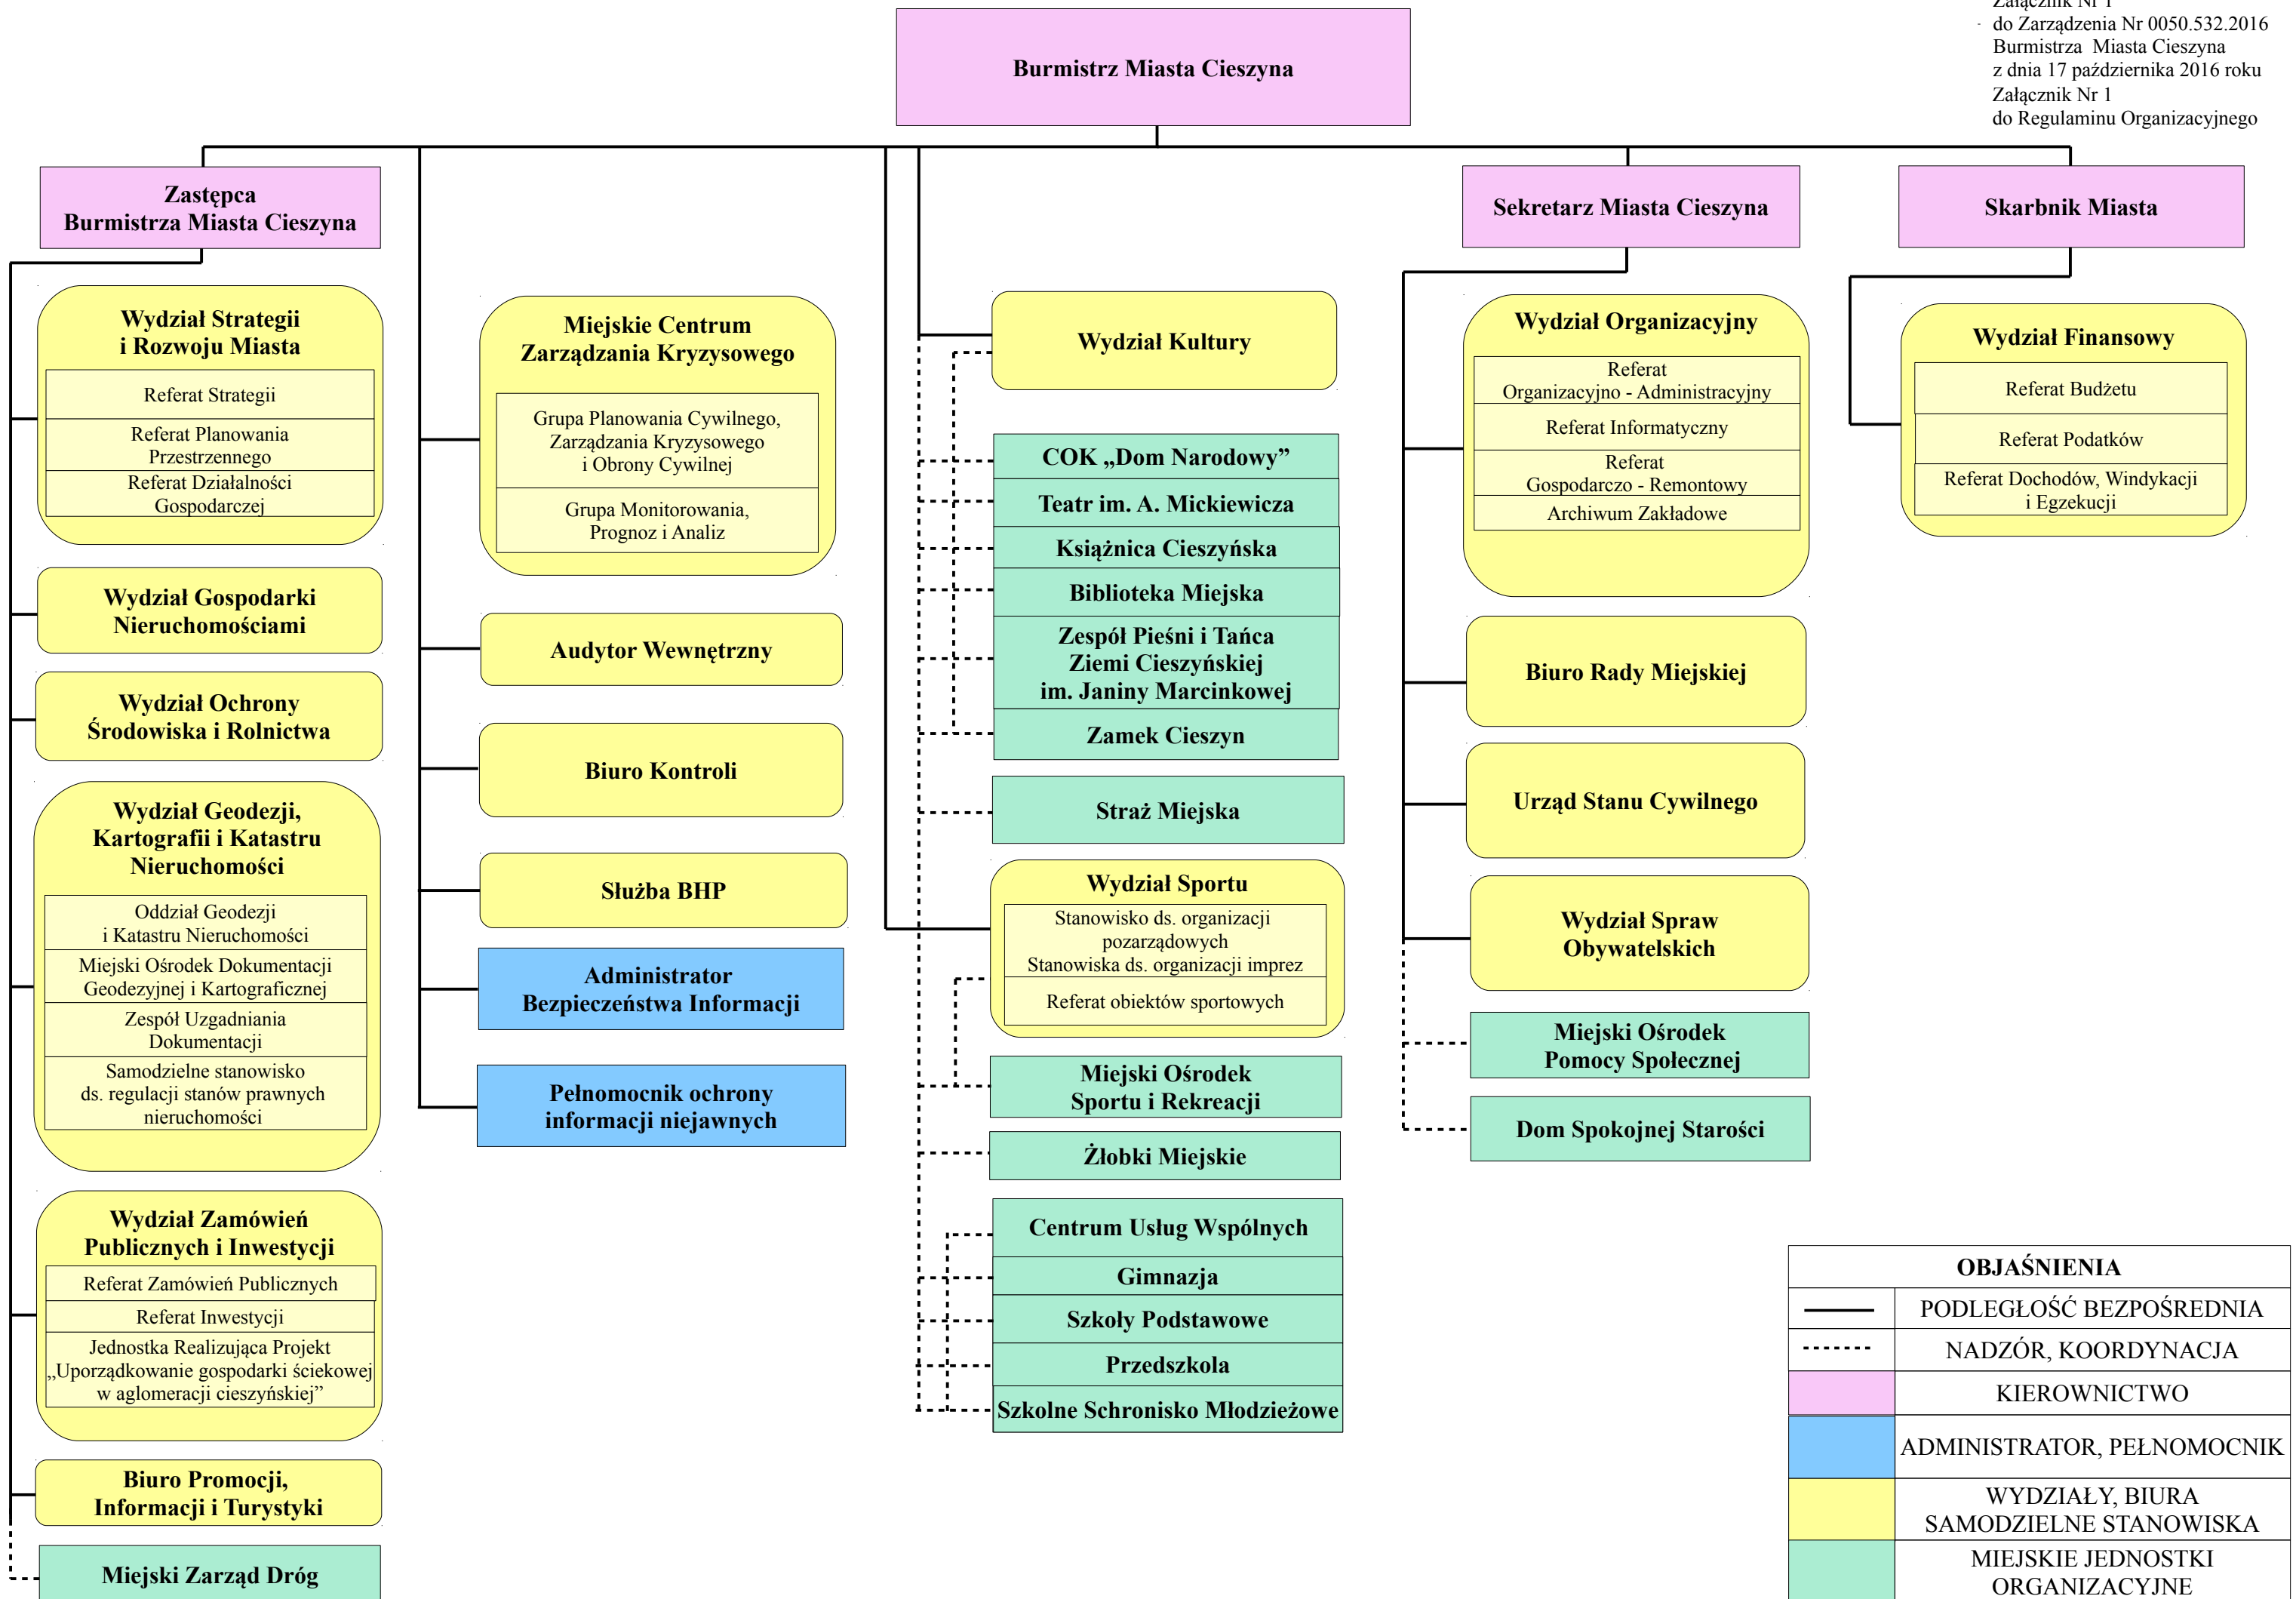 Załącznik Nr 1
do Zarządzenia Nr 0050.532.2016
Burmistrza Miasta Cieszyna
z dnia 17 października 2016 roku
Załącznik Nr 1
do Regulaminu Organizacyjnego
Burmistrz Miasta Cieszyna
Zastępca
Burmistrza Miasta Cieszyna
Sekretarz Miasta Cieszyna
Skarbnik Miasta
Wydział Strategii
i Rozwoju Miasta
Referat Strategii
Referat Planowania
Przestrzennego
Referat Działalności
Gospodarczej
Wydział Gospodarki
Nieruchomościami
Wydział Ochrony
Środowiska i Rolnictwa
Wydział Geodezji,
Kartografii i Katastru
Nieruchomości
Oddział Geodezji
i Katastru Nieruchomości
Miejski Ośrodek Dokumentacji
Geodezyjnej i Kartograficznej
Zespół Uzgadniania
Dokumentacji
Samodzielne stanowisko
ds. regulacji stanów prawnych
nieruchomości
Wydział Zamówień
Publicznych i Inwestycji
Referat Zamówień Publicznych
Referat Inwestycji
Jednostka Realizująca Projekt
„Uporządkowanie gospodarki ściekowej
w aglomeracji cieszyńskiej”
Biuro Promocji,
Informacji i Turystyki
Miejski Zarząd Dróg
Miejskie Centrum
Zarządzania Kryzysowego
Grupa Planowania Cywilnego,
Zarządzania Kryzysowego
i Obrony Cywilnej
Grupa Monitorowania,
Prognoz i Analiz
Audytor Wewnętrzny
Biuro Kontroli
Służba BHP
Administrator
Bezpieczeństwa Informacji
Pełnomocnik ochrony
informacji niejawnych
Wydział Kultury
COK „Dom Narodowy”
Teatr im. A. Mickiewicza
Książnica Cieszyńska
Biblioteka Miejska
Zespół Pieśni i Tańca
Ziemi Cieszyńskiej
im. Janiny Marcinkowej
Zamek Cieszyn
Straż Miejska
Wydział Sportu
Stanowisko ds. organizacji
pozarządowych
Stanowiska ds. organizacji imprez
Referat obiektów sportowych
Miejski Ośrodek
Sportu i Rekreacji
Żłobki Miejskie
Centrum Usług Wspólnych
Gimnazja
Szkoły Podstawowe
Przedszkola
Szkolne Schronisko Młodzieżowe
Wydział Organizacyjny
Referat
Organizacyjno - Administracyjny
Referat Informatyczny
Referat
Gospodarczo - Remontowy
Archiwum Zakładowe
Biuro Rady Miejskiej
Urząd Stanu Cywilnego
Wydział Spraw
Obywatelskich
Miejski Ośrodek
Pomocy Społecznej
Dom Spokojnej Starości
Wydział Finansowy
Referat Budżetu
Referat Podatków
Referat Dochodów, Windykacji
i Egzekucji
OBJAŚNIENIA
PODLEGŁOŚĆ BEZPOŚREDNIA
NADZÓR, KOORDYNACJA
KIEROWNICTWO
ADMINISTRATOR, PEŁNOMOCNIK
WYDZIAŁY, BIURA
SAMODZIELNE STANOWISKA
MIEJSKIE JEDNOSTKI
ORGANIZACYJNE